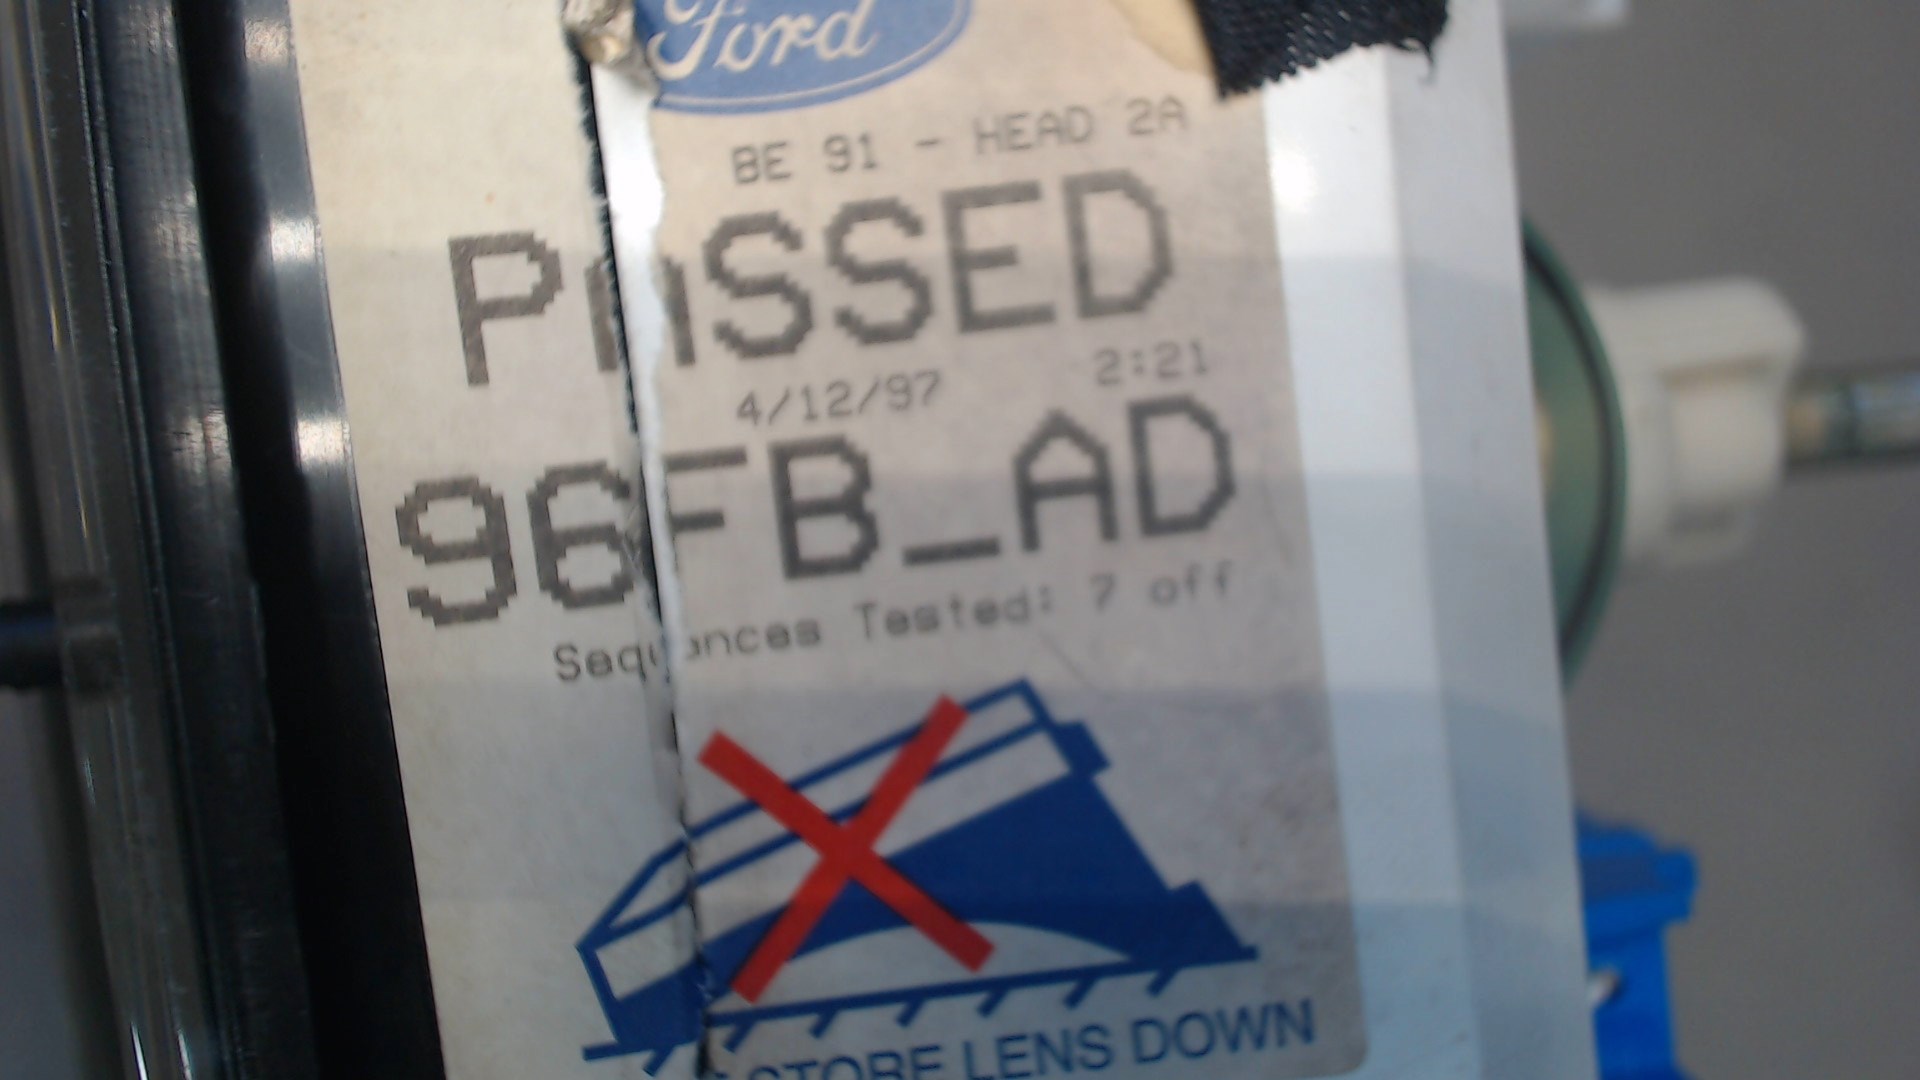 Ford
BE 91 - HEAD 2A
PASSED
4/12/97 2:21
96FB_AD
Sequences Tested: 7 off
STORE LENS DOWN